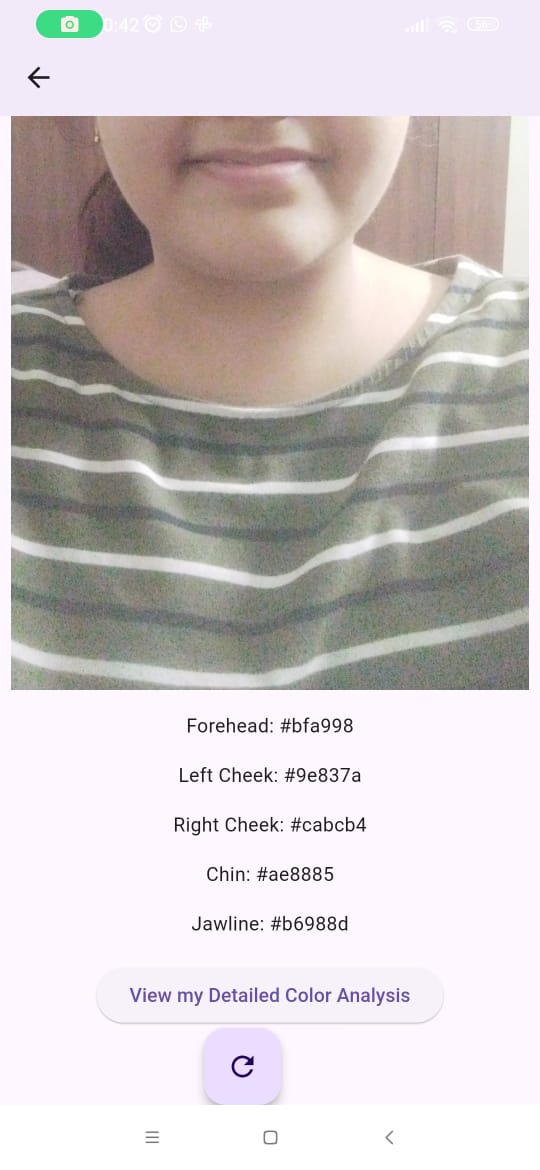 0:42
56
Forehead: #bfa998
Left Cheek: #9e837a
Right Cheek: #cabcb4
Chin: #ae8885
Jawline: #b6988d
View my Detailed Color Analysis